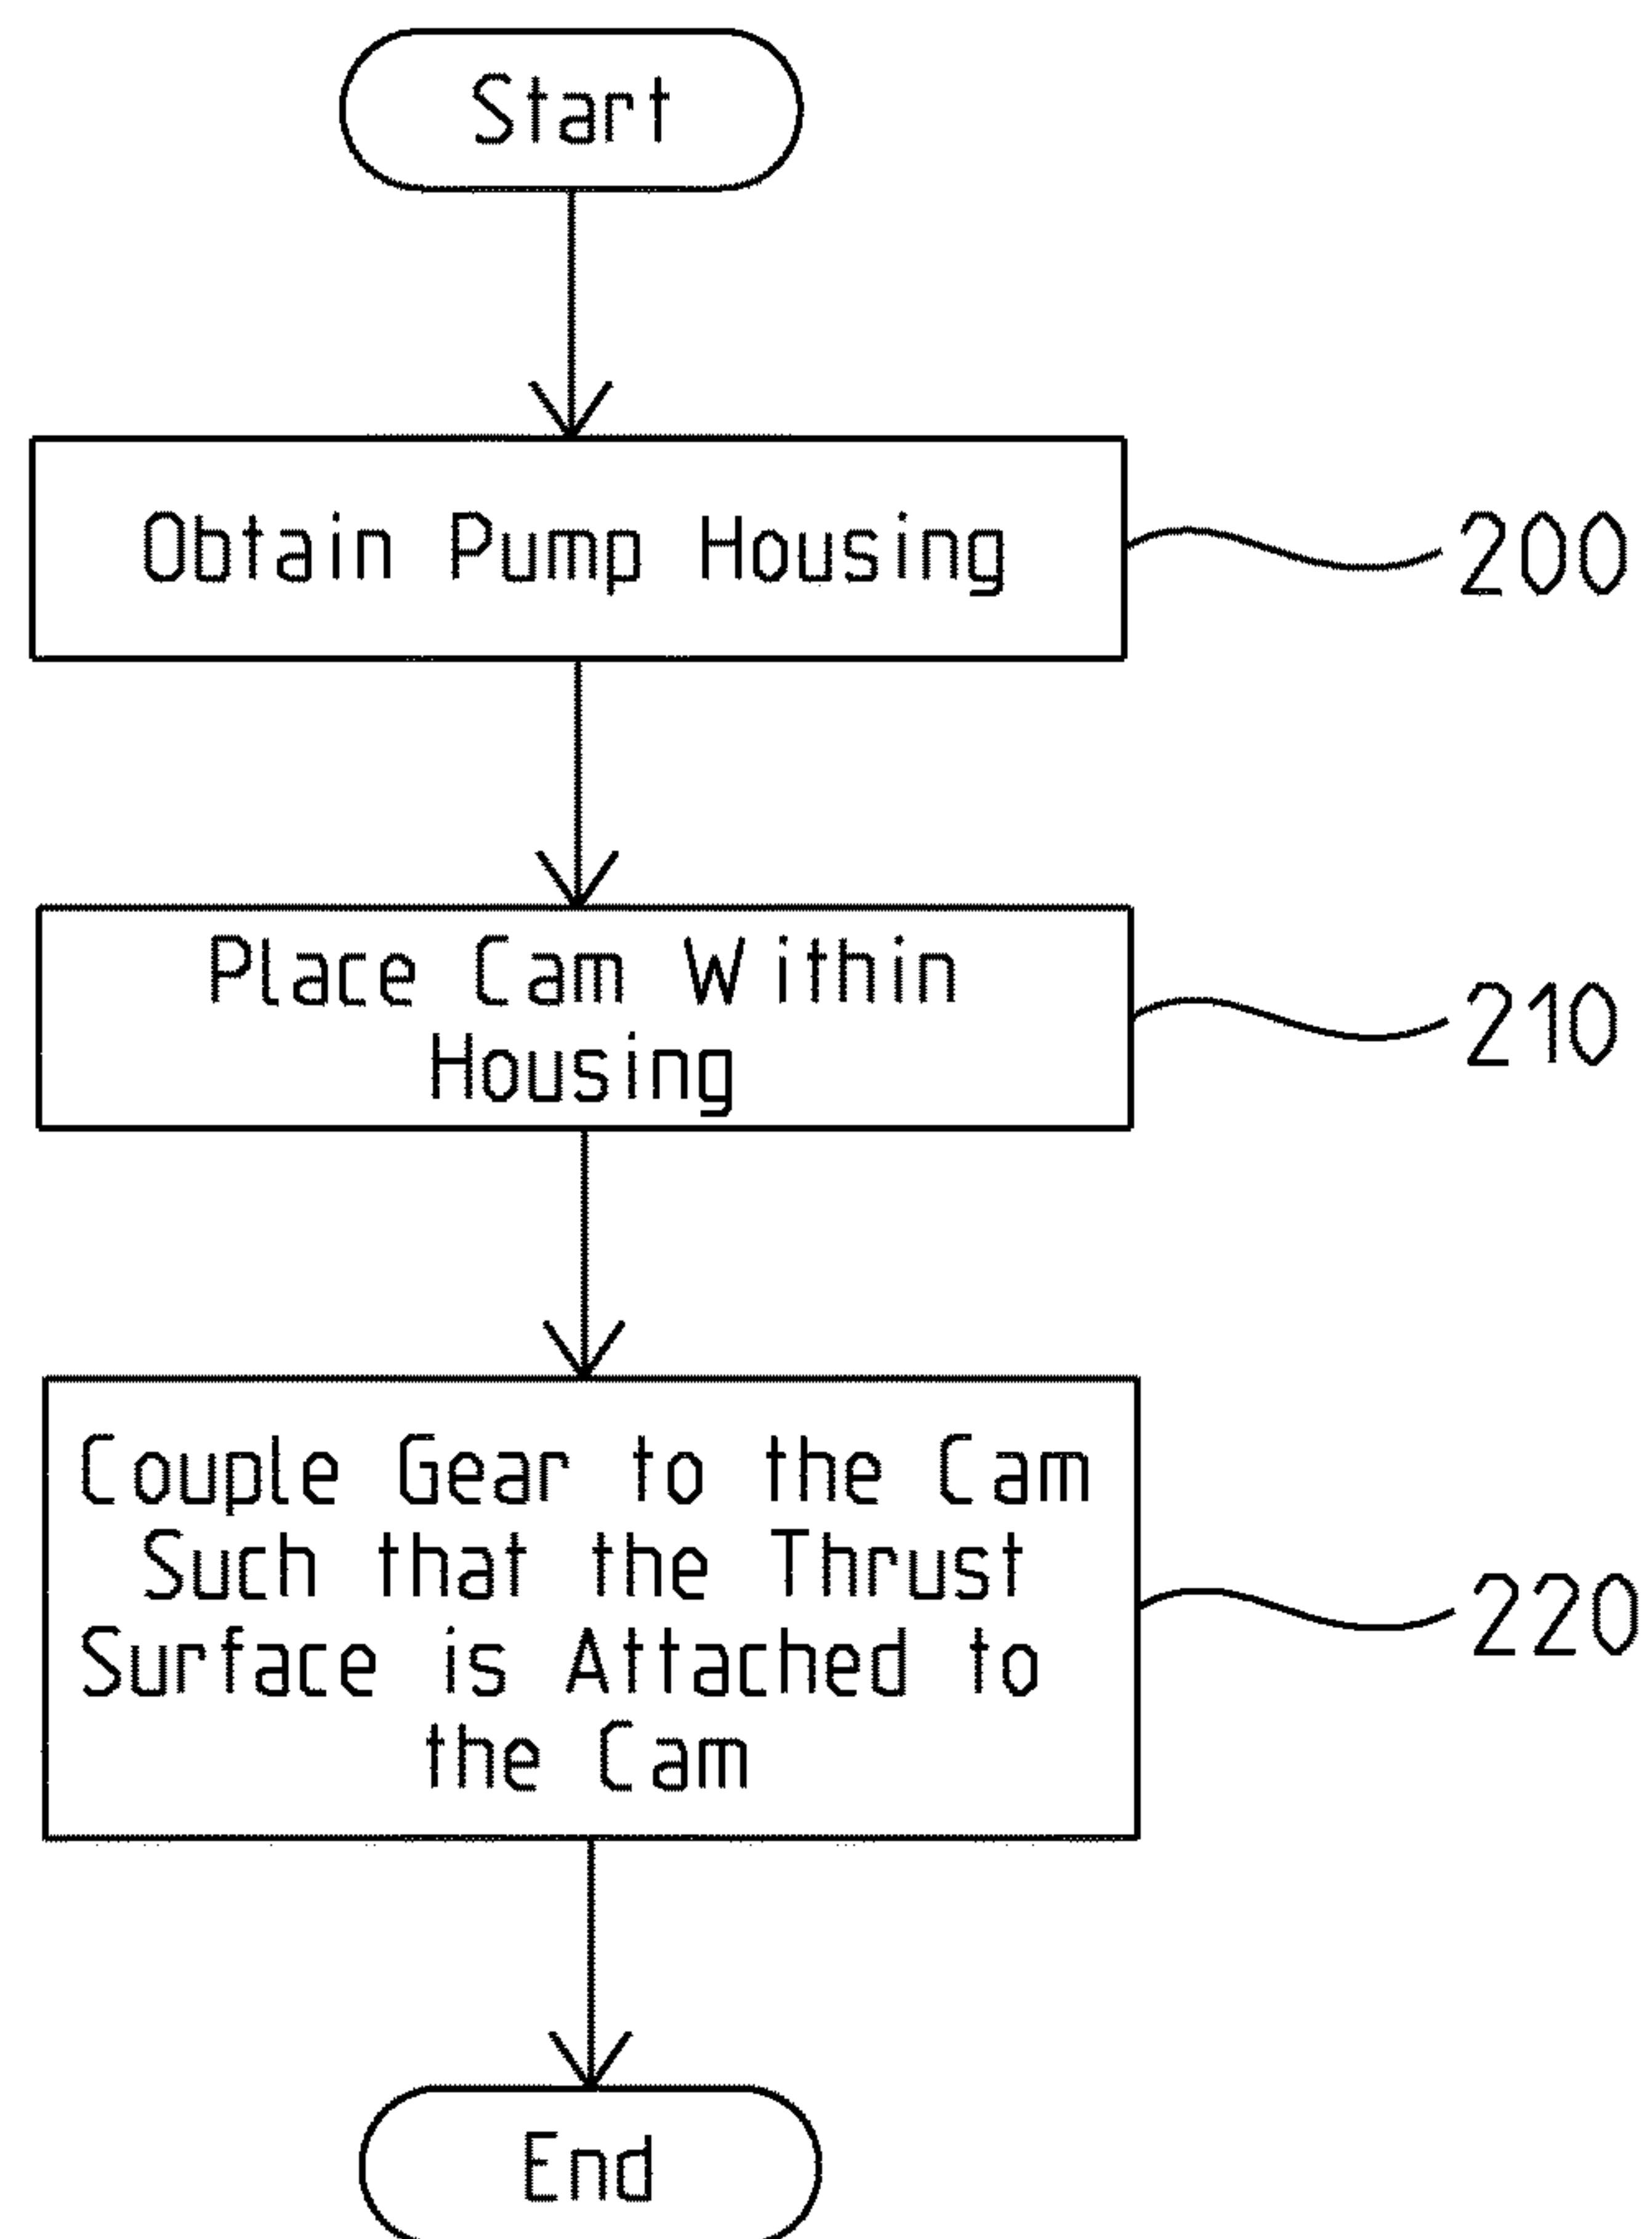 Start
Obtain Pump Housing
200
Place Cam Within
Housing
210
Couple Gear to the Cam
Such that the Thrust
Surface is Attached to
the Cam
220
End